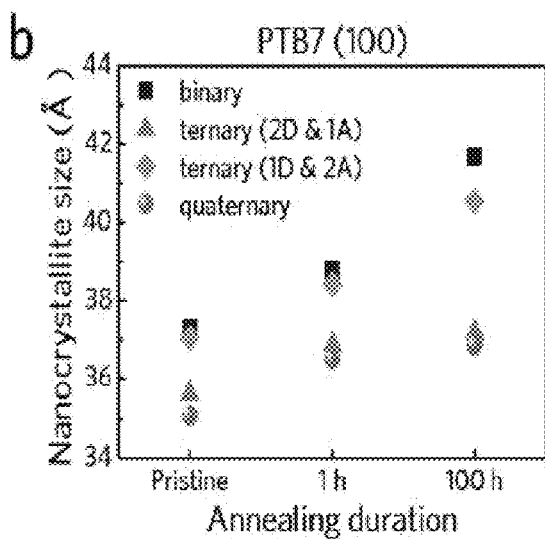 b
PTB7 (100)
Nanocrystallite size (Å)
44
42
40
38
36
34
binary
ternary (2D & 1A)
ternary (1D & 2A)
quaternary
Pristine
1 h
100 h
Annealing duration